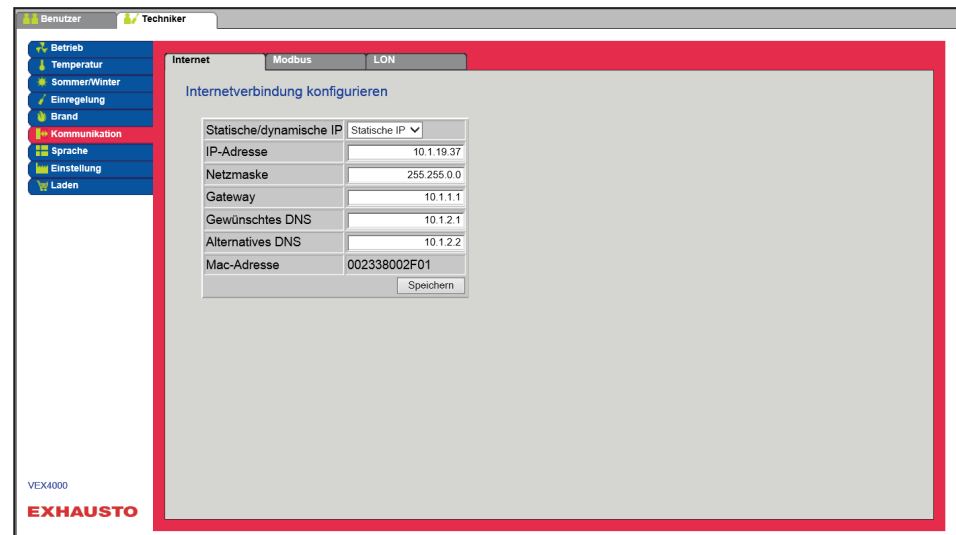 Benutzer
Techniker
Betrieb
Temperatur
Sommer/Winter
Einregelung
Brand
Kommunikation
Sprache
Einstellung
Laden
Internet
Modbus
LON
Internetverbindung konfigurieren
Statische/dynamische IP Statische IP
IP-Adresse 10.1.19.37
Netzmaske 255.255.0.0
Gateway 10.1.1.1
Gewünschtes DNS 10.1.2.1
Alternatives DNS 10.1.2.2
Mac-Adresse 002338002F01
Speichern
VEX4000
EXHAUSTO